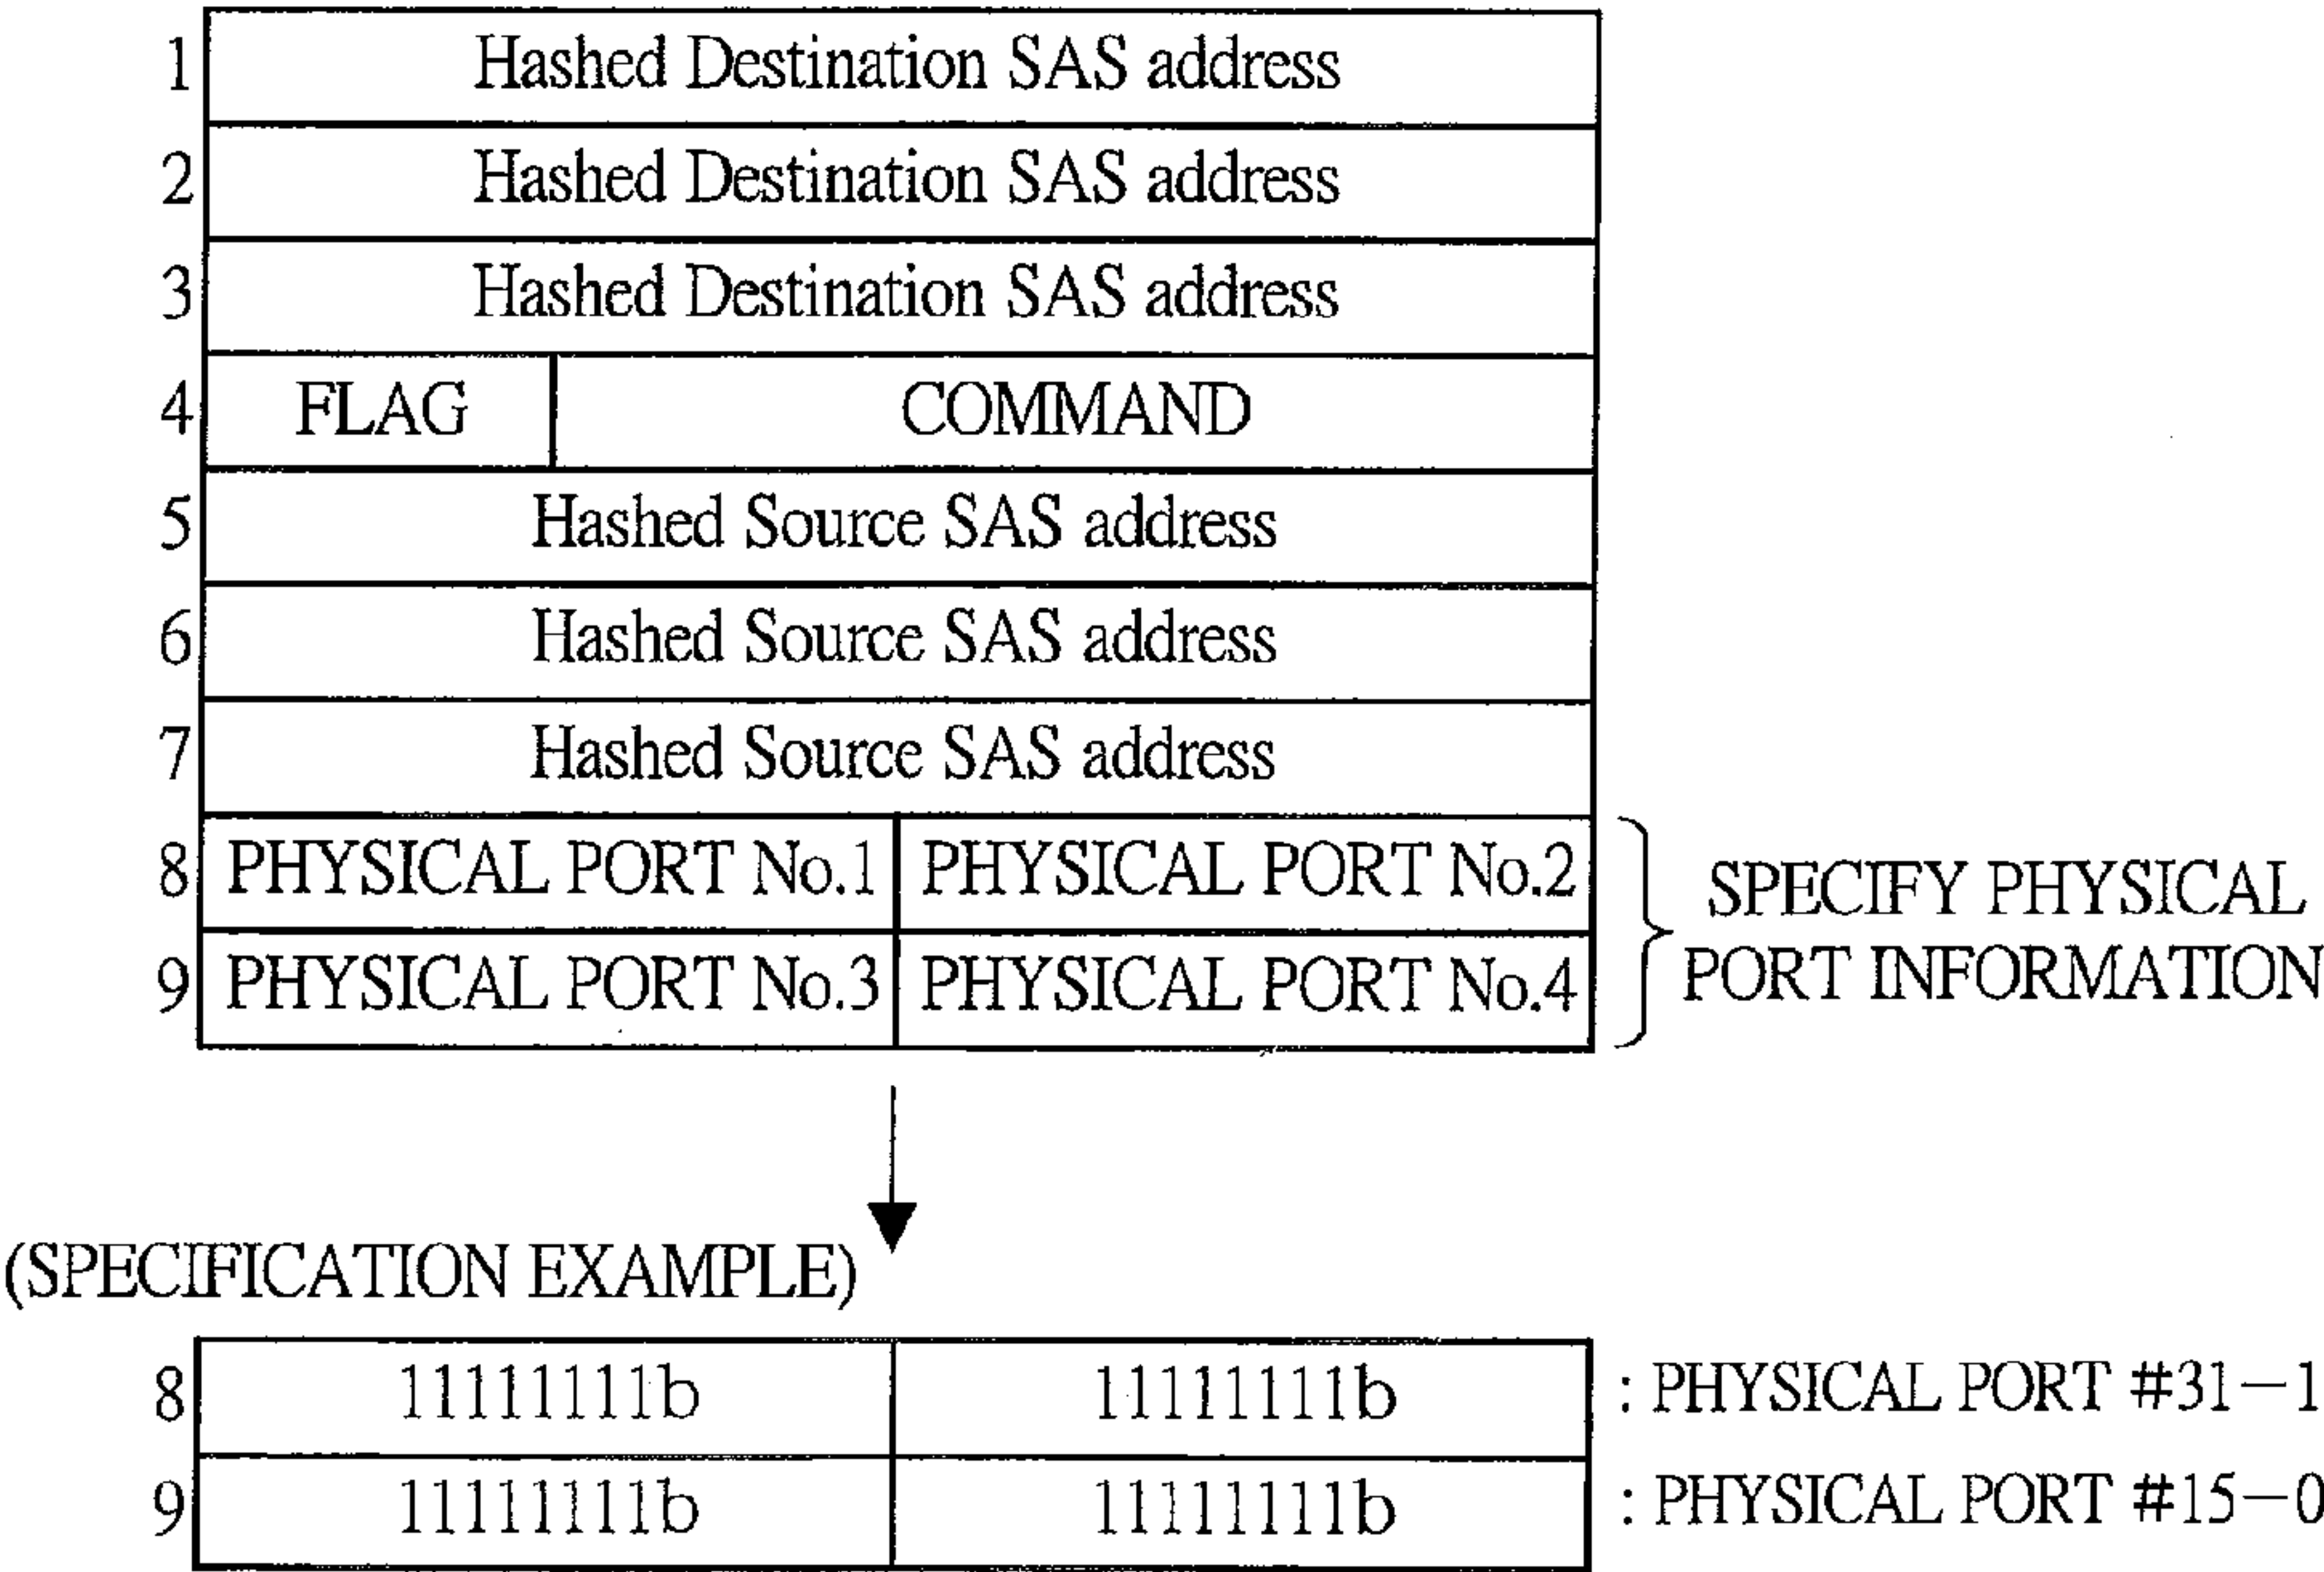 1 Hashed Destination SAS address
2 Hashed Destination SAS address
3 Hashed Destination SAS address
4 FLAG COMMAND
5 Hashed Source SAS address
6 Hashed Source SAS address
7 Hashed Source SAS address
8 PHYSICAL PORT No.1 PHYSICAL PORT No.2
9 PHYSICAL PORT No.3 PHYSICAL PORT No.4
SPECIFY PHYSICAL
PORT INFORMATION
(SPECIFICATION EXAMPLE)
8 11111111b 11111111b : PHYSICAL PORT #31－1
9 11111111b 11111111b : PHYSICAL PORT #15－0